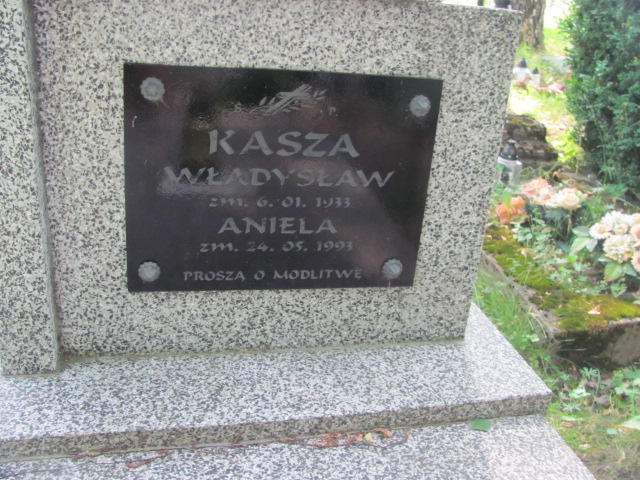 KASZA
WŁADYSŁAW
zm. 6.01.1933
ANIELA
zm. 24.05.1993
PROSZĄ O MODLITWĘ